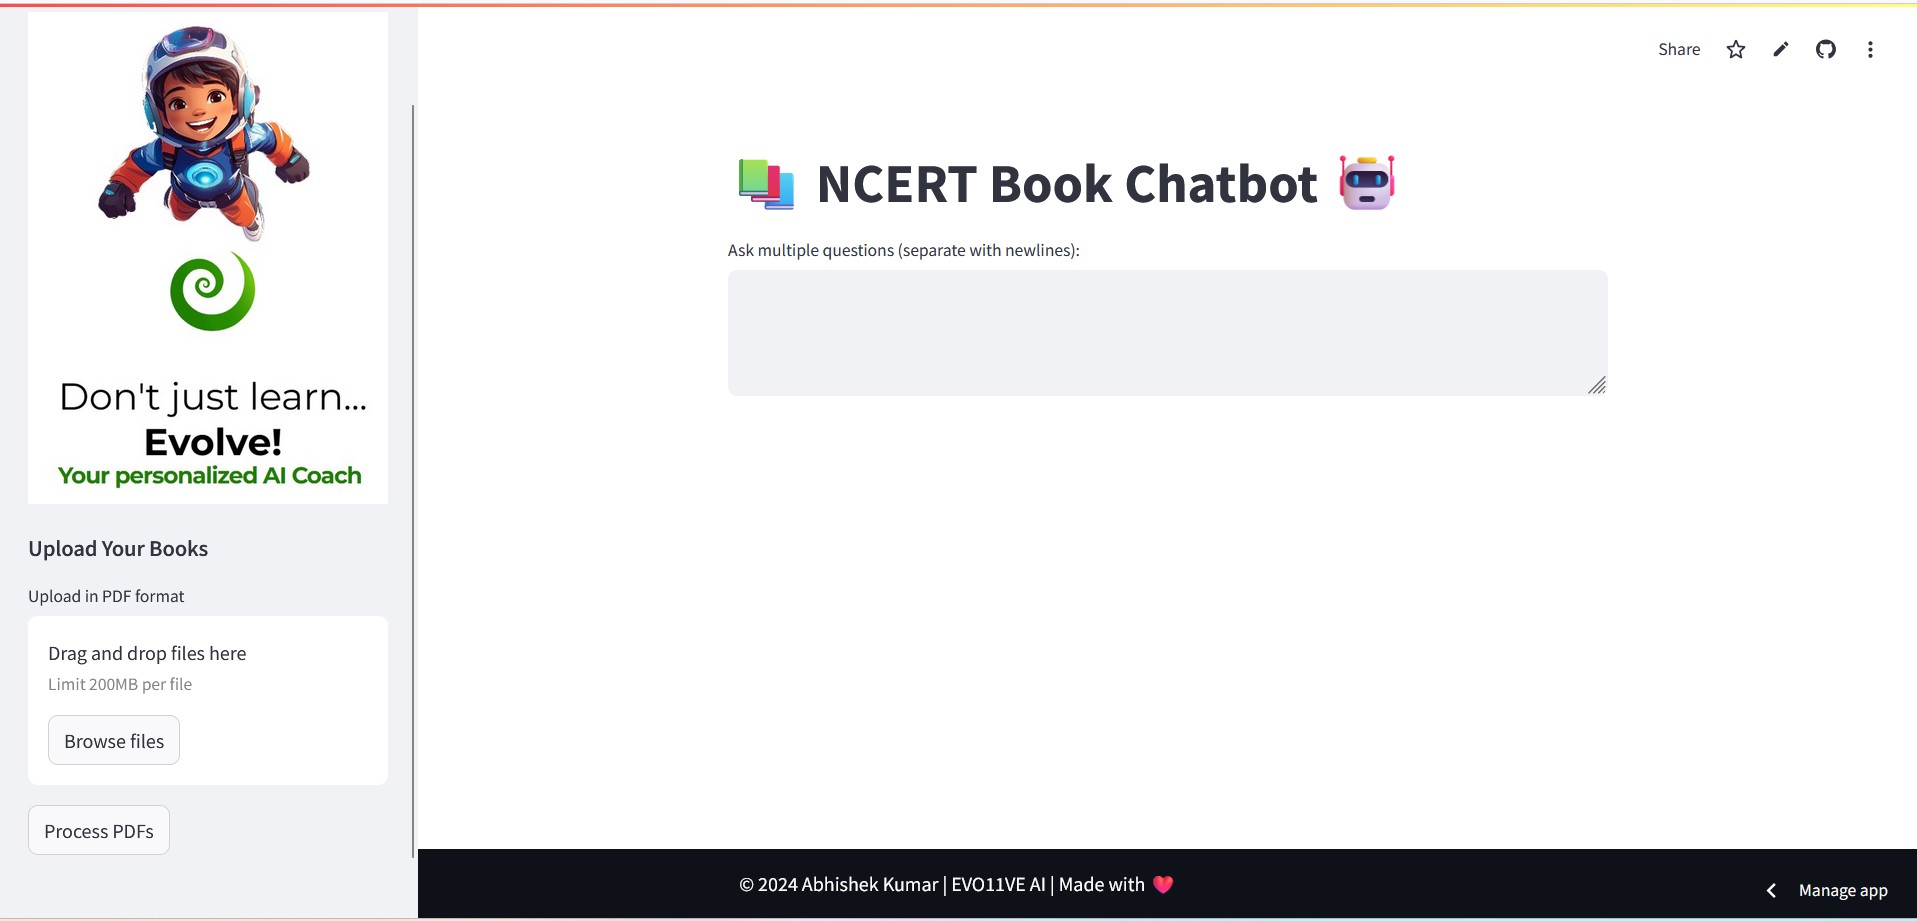 Don't just learn...
Evolve!
Your personalized AI Coach
Upload Your Books
Upload in PDF format
Drag and drop files here
Limit 200MB per file
Browse files
Process PDFs
Share
📚 NCERT Book Chatbot 🤖
Ask multiple questions (separate with newlines):
© 2024 Abhishek Kumar | EVO11VE AI | Made with ❤️
Manage app